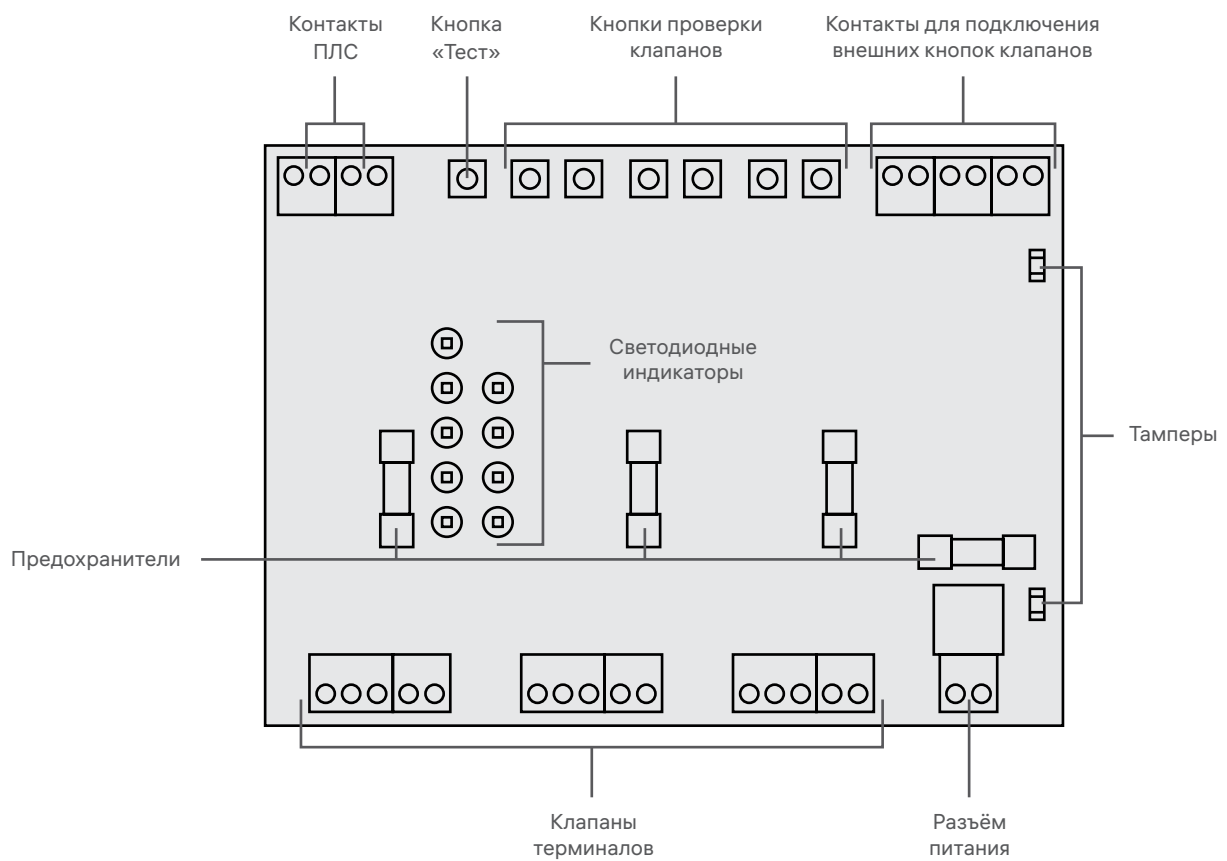 Контакты
ПЛС
Кнопка
«Тест»
Кнопки проверки
клапанов
Контакты для подключения
внешних кнопок клапанов
Светодиодные
индикаторы
Тамперы
Предохранители
Клапаны
терминалов
Разъём
питания